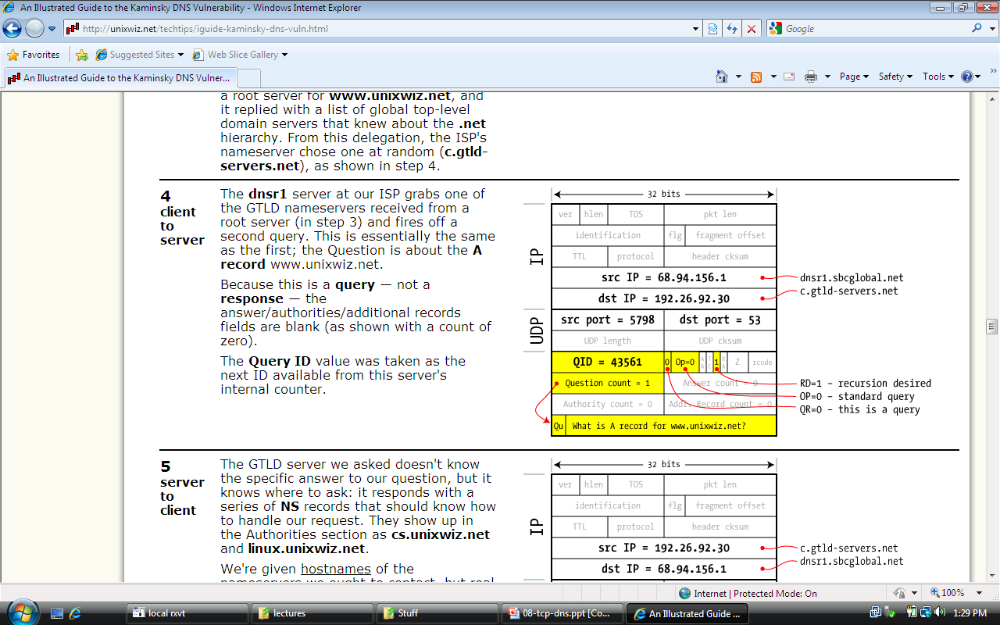 An Illustrated Guide to the Kaminsky DNS Vulnerability - Windows Internet Explorer
http://unixwiz.net/techtips/iguide-kaminsky-dns-vuln.html
Google
Favorites
Suggested Sites
Web Slice Gallery
An Illustrated Guide to the Kaminsky DNS Vulner...
Page
Safety
Tools
a root server for www.unixwiz.net, and
it replied with a list of global top-level
domain servers that knew about the .net
hierarchy. From this delegation, the ISP's
nameserver chose one at random (c.gtld-
servers.net), as shown in step 4.
4
client
to
server
The dnsr1 server at our ISP grabs one of
the GTLD nameservers received from a
root server (in step 3) and fires off a
second query. This is essentially the same
as the first; the Question is about the A
record www.unixwiz.net.
Because this is a query — not a
response — the
answer/authorities/additional records
fields are blank (as shown with a count of
zero).
The Query ID value was taken as the
next ID available from this server's
internal counter.
32 bits
IP
ver hlen TOS pkt len
identification flg fragment offset
TTL protocol header cksum
src IP = 68.94.156.1
dnsr1.sbcglobal.net
dst IP = 192.26.92.30
c.gtld-servers.net
UDP
src port = 5798 dst port = 53
UDP length UDP cksum
QID = 43561 0 Op=0 AA TC 1 RA Z rcode
Question count = 1 Answer count = 0
RD=1 - recursion desired
OP=0 - standard query
QR=0 - this is a query
Authority count = 0 Addl. Record count = 0
Qu What is A record for www.unixwiz.net?
5
server
to
client
The GTLD server we asked doesn't know
the specific answer to our question, but it
knows where to ask: it responds with a
series of NS records that should know how
to handle our request. They show up in
the Authorities section as cs.unixwiz.net
and linux.unixwiz.net.
We're given hostnames of the
nameservers we ought to contact, but real
32 bits
IP
ver hlen TOS pkt len
identification flg fragment offset
TTL protocol header cksum
src IP = 192.26.92.30
c.gtld-servers.net
dst IP = 68.94.156.1
dnsr1.sbcglobal.net
Internet | Protected Mode: On
100%
local rxvt
lectures
Stuff
08-tcp-dns.ppt [Co...
An Illustrated Guide ...
1:29 PM